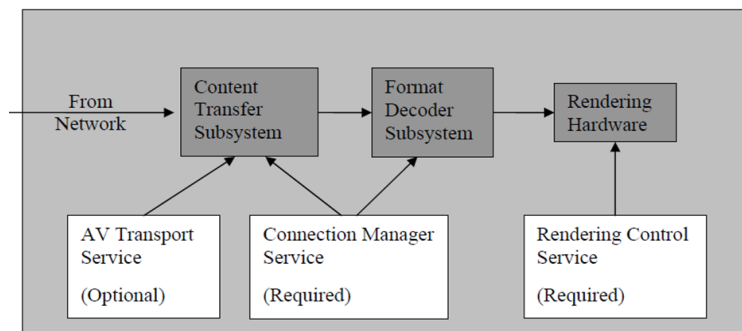 From
Network
Content
Transfer
Subsystem
Format
Decoder
Subsystem
Rendering
Hardware
AV Transport
Service
(Optional)
Connection Manager
Service
(Required)
Rendering Control
Service
(Required)